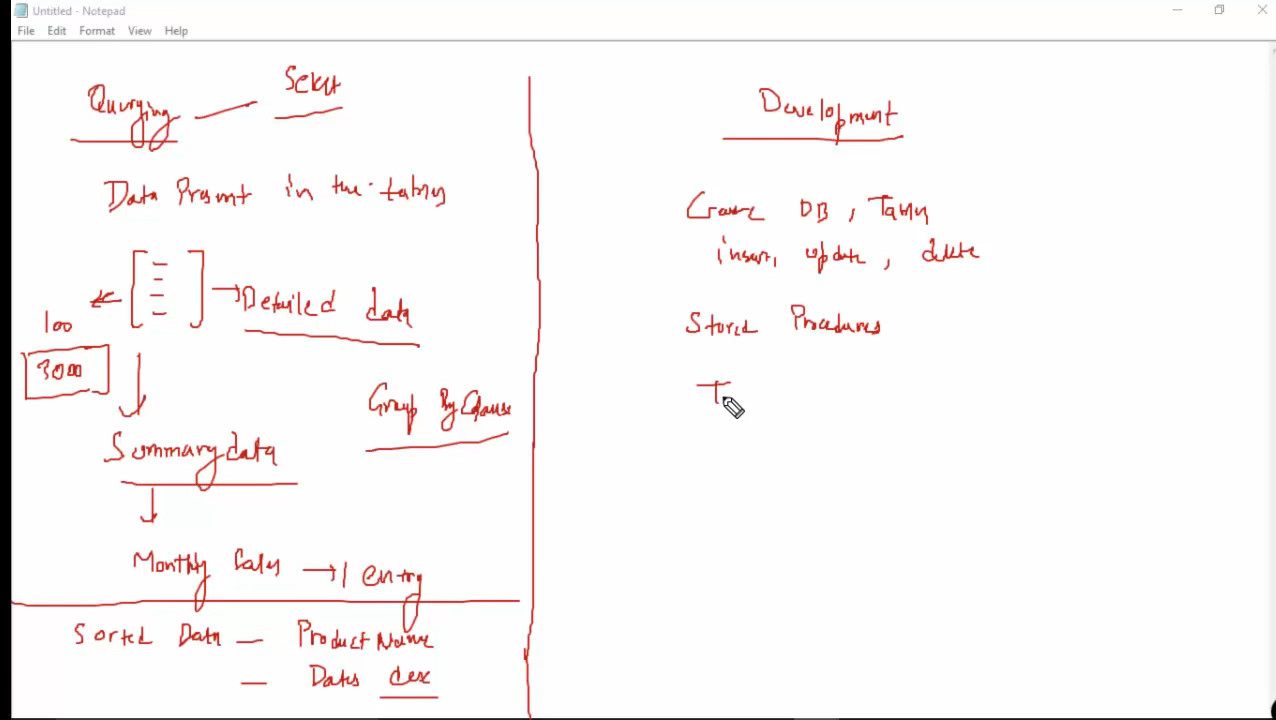 Untitled - Notepad
File Edit Format View Help
Querying — Select
Data Present in the tables
Detailed data
100
3000
Group By Clause
Summary data
Monthly Sales → 1 entry
Sorted Data — Product Name
— Dates desc
Development
Create DB, Tables
insert, update, delete
Stored Procedures
T